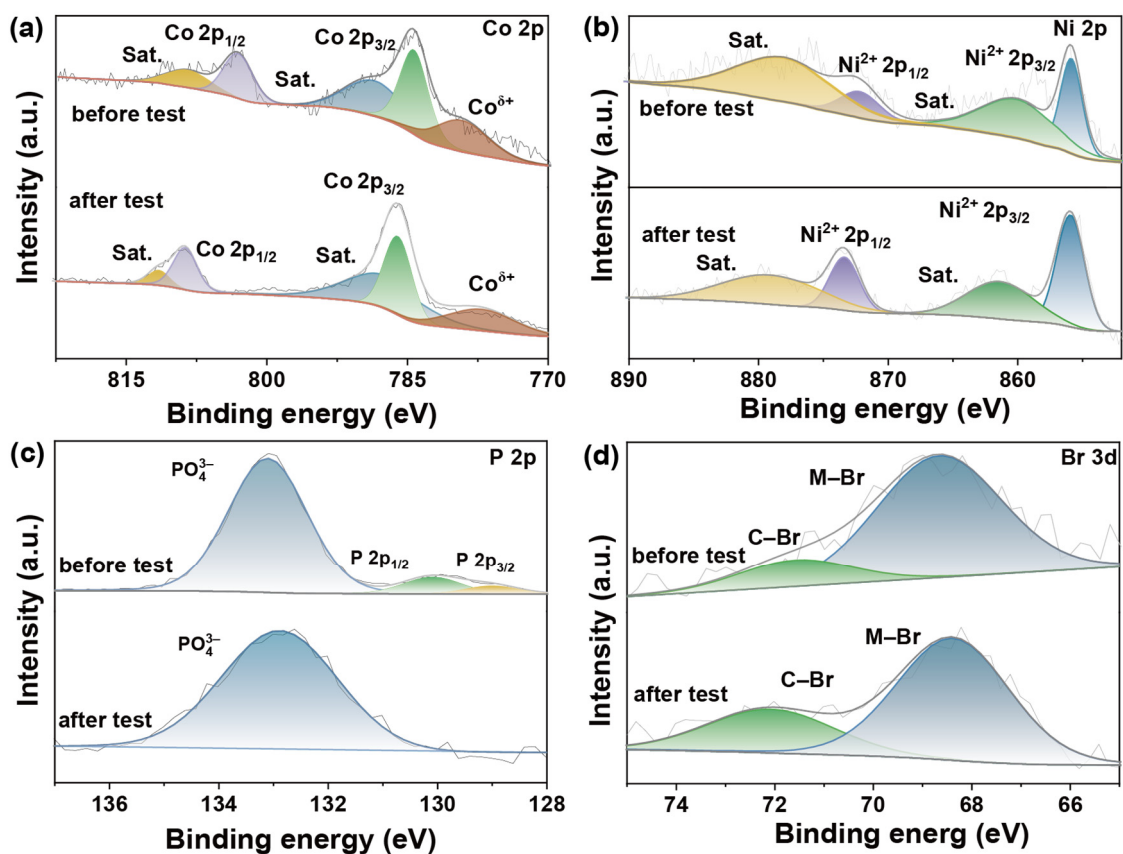 (a)
Co 2p
Co 2p1/2
Co 2p3/2
Sat.
Sat.
Coδ+
before test
after test
Co 2p3/2
Sat.
Co 2p1/2
Sat.
Coδ+
815 800 785 770
Binding energy (eV)
Intensity (a.u.)
(b)
Ni 2p
Sat.
Ni2+ 2p1/2
Ni2+ 2p3/2
Sat.
before test
after test
Ni2+ 2p3/2
Ni2+ 2p1/2
Sat.
Sat.
890 880 870 860
Binding energy (eV)
Intensity (a.u.)
(c)
P 2p
PO43–
P 2p1/2
P 2p3/2
before test
PO43–
after test
136 134 132 130 128
Binding energy (eV)
Intensity (a.u.)
(d)
Br 3d
M–Br
C–Br
before test
M–Br
C–Br
after test
74 72 70 68 66
Binding energ (eV)
Intensity (a.u.)